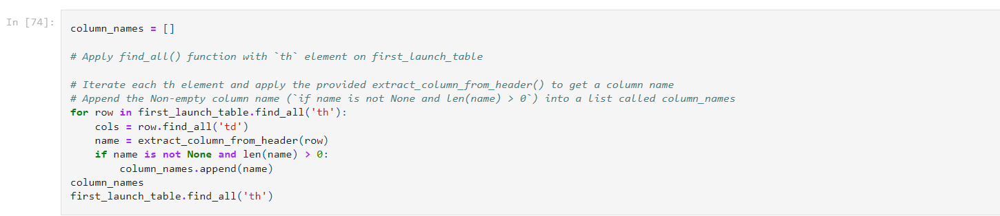 In [74]:
column_names = []
# Apply find_all() function with `th` element on first_launch_table
# Iterate each th element and apply the provided extract_column_from_header() to get a column name
# Append the Non-empty column name (`if name is not None and len(name) > 0`) into a list called column_names
for row in first_launch_table.find_all('th'):
    cols = row.find_all('td')
    name = extract_column_from_header(row)
    if name is not None and len(name) > 0:
        column_names.append(name)
column_names
first_launch_table.find_all('th')